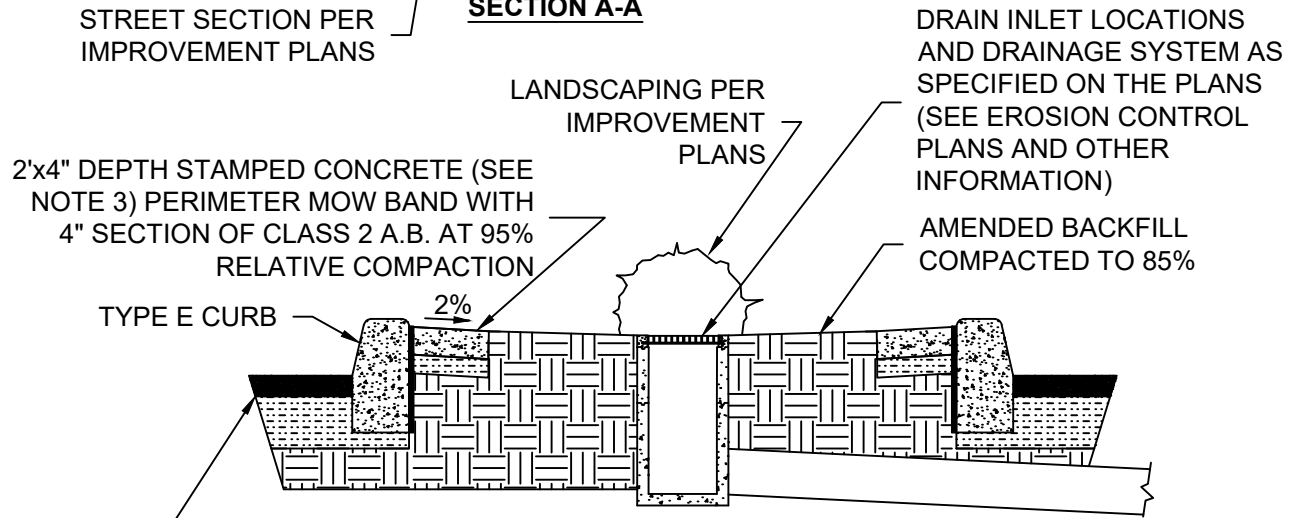 STREET SECTION PER
IMPROVEMENT PLANS
SECTION A-A
LANDSCAPING PER
IMPROVEMENT
PLANS
DRAIN INLET LOCATIONS
AND DRAINAGE SYSTEM AS
SPECIFIED ON THE PLANS
(SEE EROSION CONTROL
PLANS AND OTHER
INFORMATION)
2'x4" DEPTH STAMPED CONCRETE (SEE
NOTE 3) PERIMETER MOW BAND WITH
4" SECTION OF CLASS 2 A.B. AT 95%
RELATIVE COMPACTION
AMENDED BACKFILL
COMPACTED TO 85%
TYPE E CURB
2%